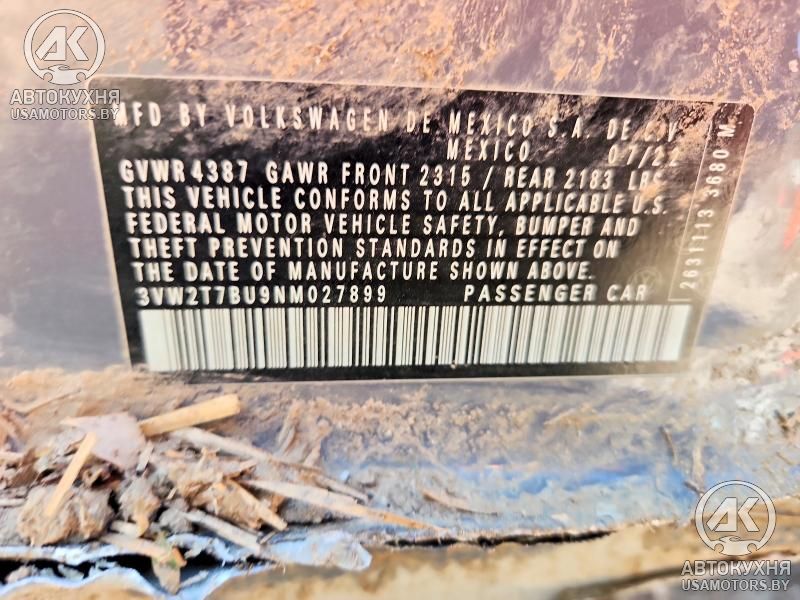 AK
АВТОКУХНЯ
USAMOTORS.BY
MFD BY VOLKSWAGEN DE MEXICO S.A. DE C.V
MEXICO 07/22
GVWR 4387 GAWR FRONT 2315 / REAR 2183 LBS
THIS VEHICLE CONFORMS TO ALL APPLICABLE U.S.
FEDERAL MOTOR VEHICLE SAFETY, BUMPER AND
THEFT PREVENTION STANDARDS IN EFFECT ON
THE DATE OF MANUFACTURE SHOWN ABOVE.
3VW2T7BU9NM027899 PASSENGER CAR
2631113 3680 M
AK
АВТОКУХНЯ
USAMOTORS.BY